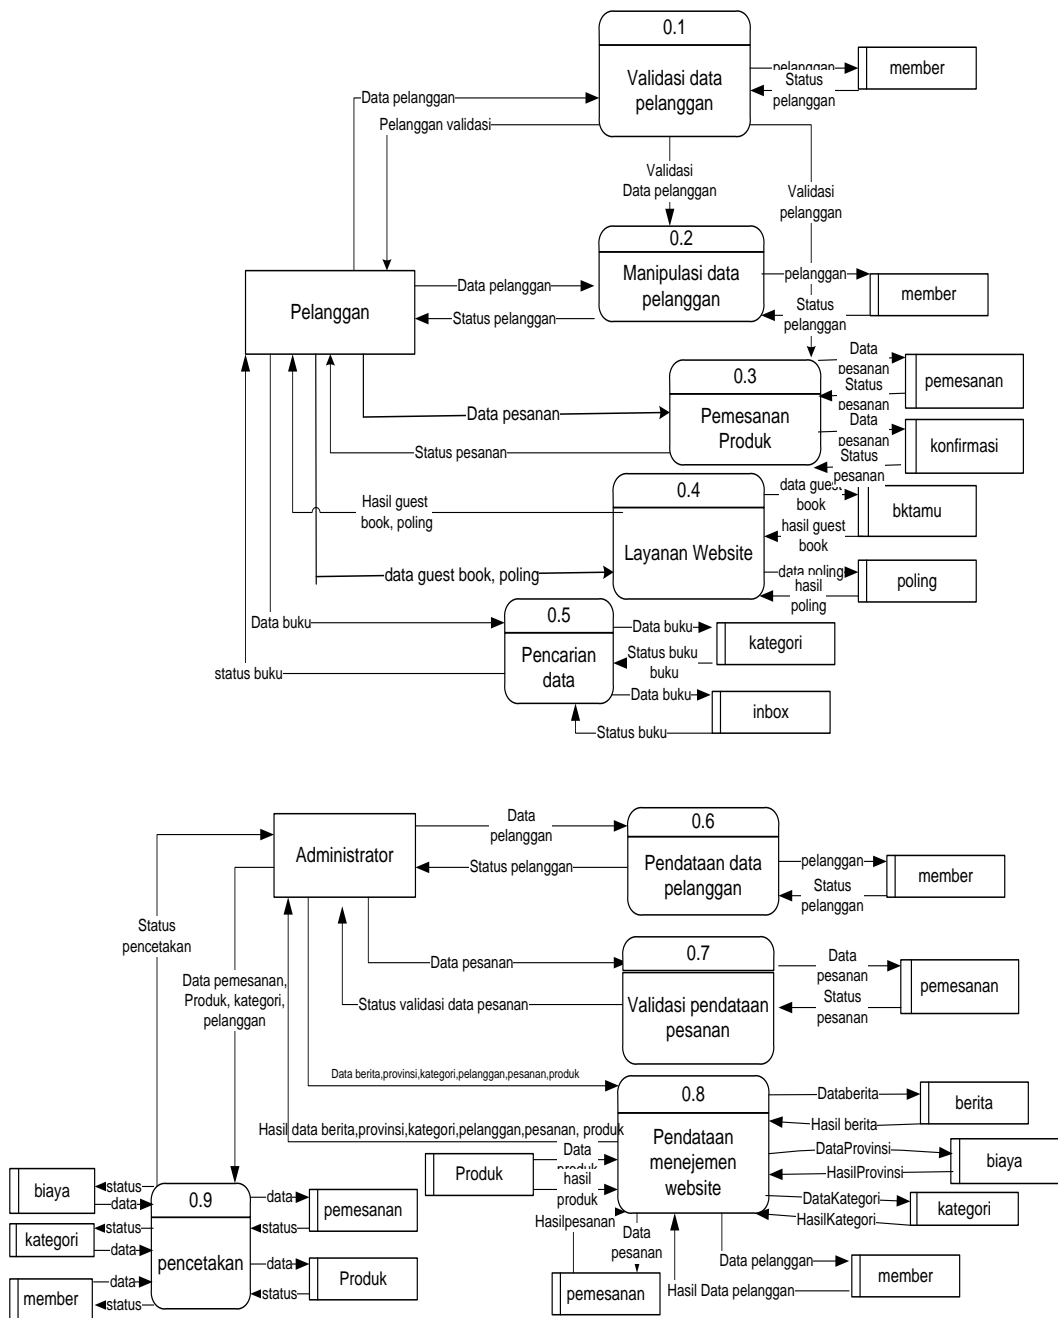 0.1
Validasi data
pelanggan
pelanggan
Status
pelanggan
member
Data pelanggan
Pelanggan validasi
Validasi
Data pelanggan
Validasi
pelanggan
0.2
Manipulasi data
pelanggan
pelanggan
Status
pelanggan
member
Pelanggan
Data pelanggan
Status pelanggan
0.3
Pemesanan
Produk
Data
pesanan
Status
pesanan
pemesanan
Data
pesanan
Status
pesanan
konfirmasi
Data pesanan
Status pesanan
0.4
Layanan Website
data guest
book
hasil guest
book
bktamu
data poling
hasil
poling
poling
Hasil guest
book, poling
data guest book, poling
0.5
Pencarian
data
Data buku
status buku
Data buku
Status buku
buku
kategori
Data buku
Status buku
inbox
Administrator
Data
pelanggan
Status pelanggan
0.6
Pendataan data
pelanggan
pelanggan
Status
pelanggan
member
Status
pencetakan
Data pemesanan,
Produk, kategori,
pelanggan
Data pesanan
Status validasi data pesanan
0.7
Validasi pendataan
pesanan
Data
pesanan
Status
pesanan
pemesanan
Data berita,provinsi,kategori,pelanggan,pesanan,produk
Hasil data berita,provinsi,kategori,pelanggan,pesanan, produk
0.8
Pendataan
menejemen
website
Databerita
Hasil berita
berita
DataProvinsi
HasilProvinsi
biaya
DataKategori
HasilKategori
kategori
Produk
Data
produk
hasil
produk
Hasilpesanan
Data
pesanan
pemesanan
Data pelanggan
Hasil Data pelanggan
member
0.9
pencetakan
biaya
status
data
kategori
status
data
member
data
status
data
status
pemesanan
data
status
Produk